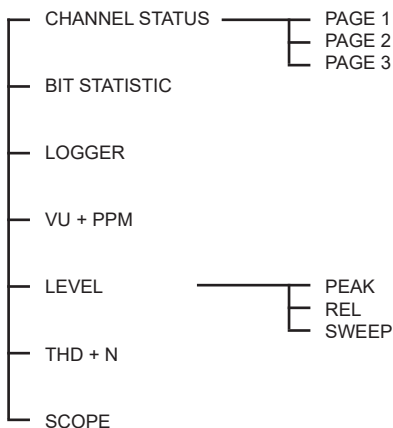 CHANNEL STATUS
PAGE 1
PAGE 2
PAGE 3
BIT STATISTIC
LOGGER
VU + PPM
LEVEL
PEAK
REL
SWEEP
THD + N
SCOPE